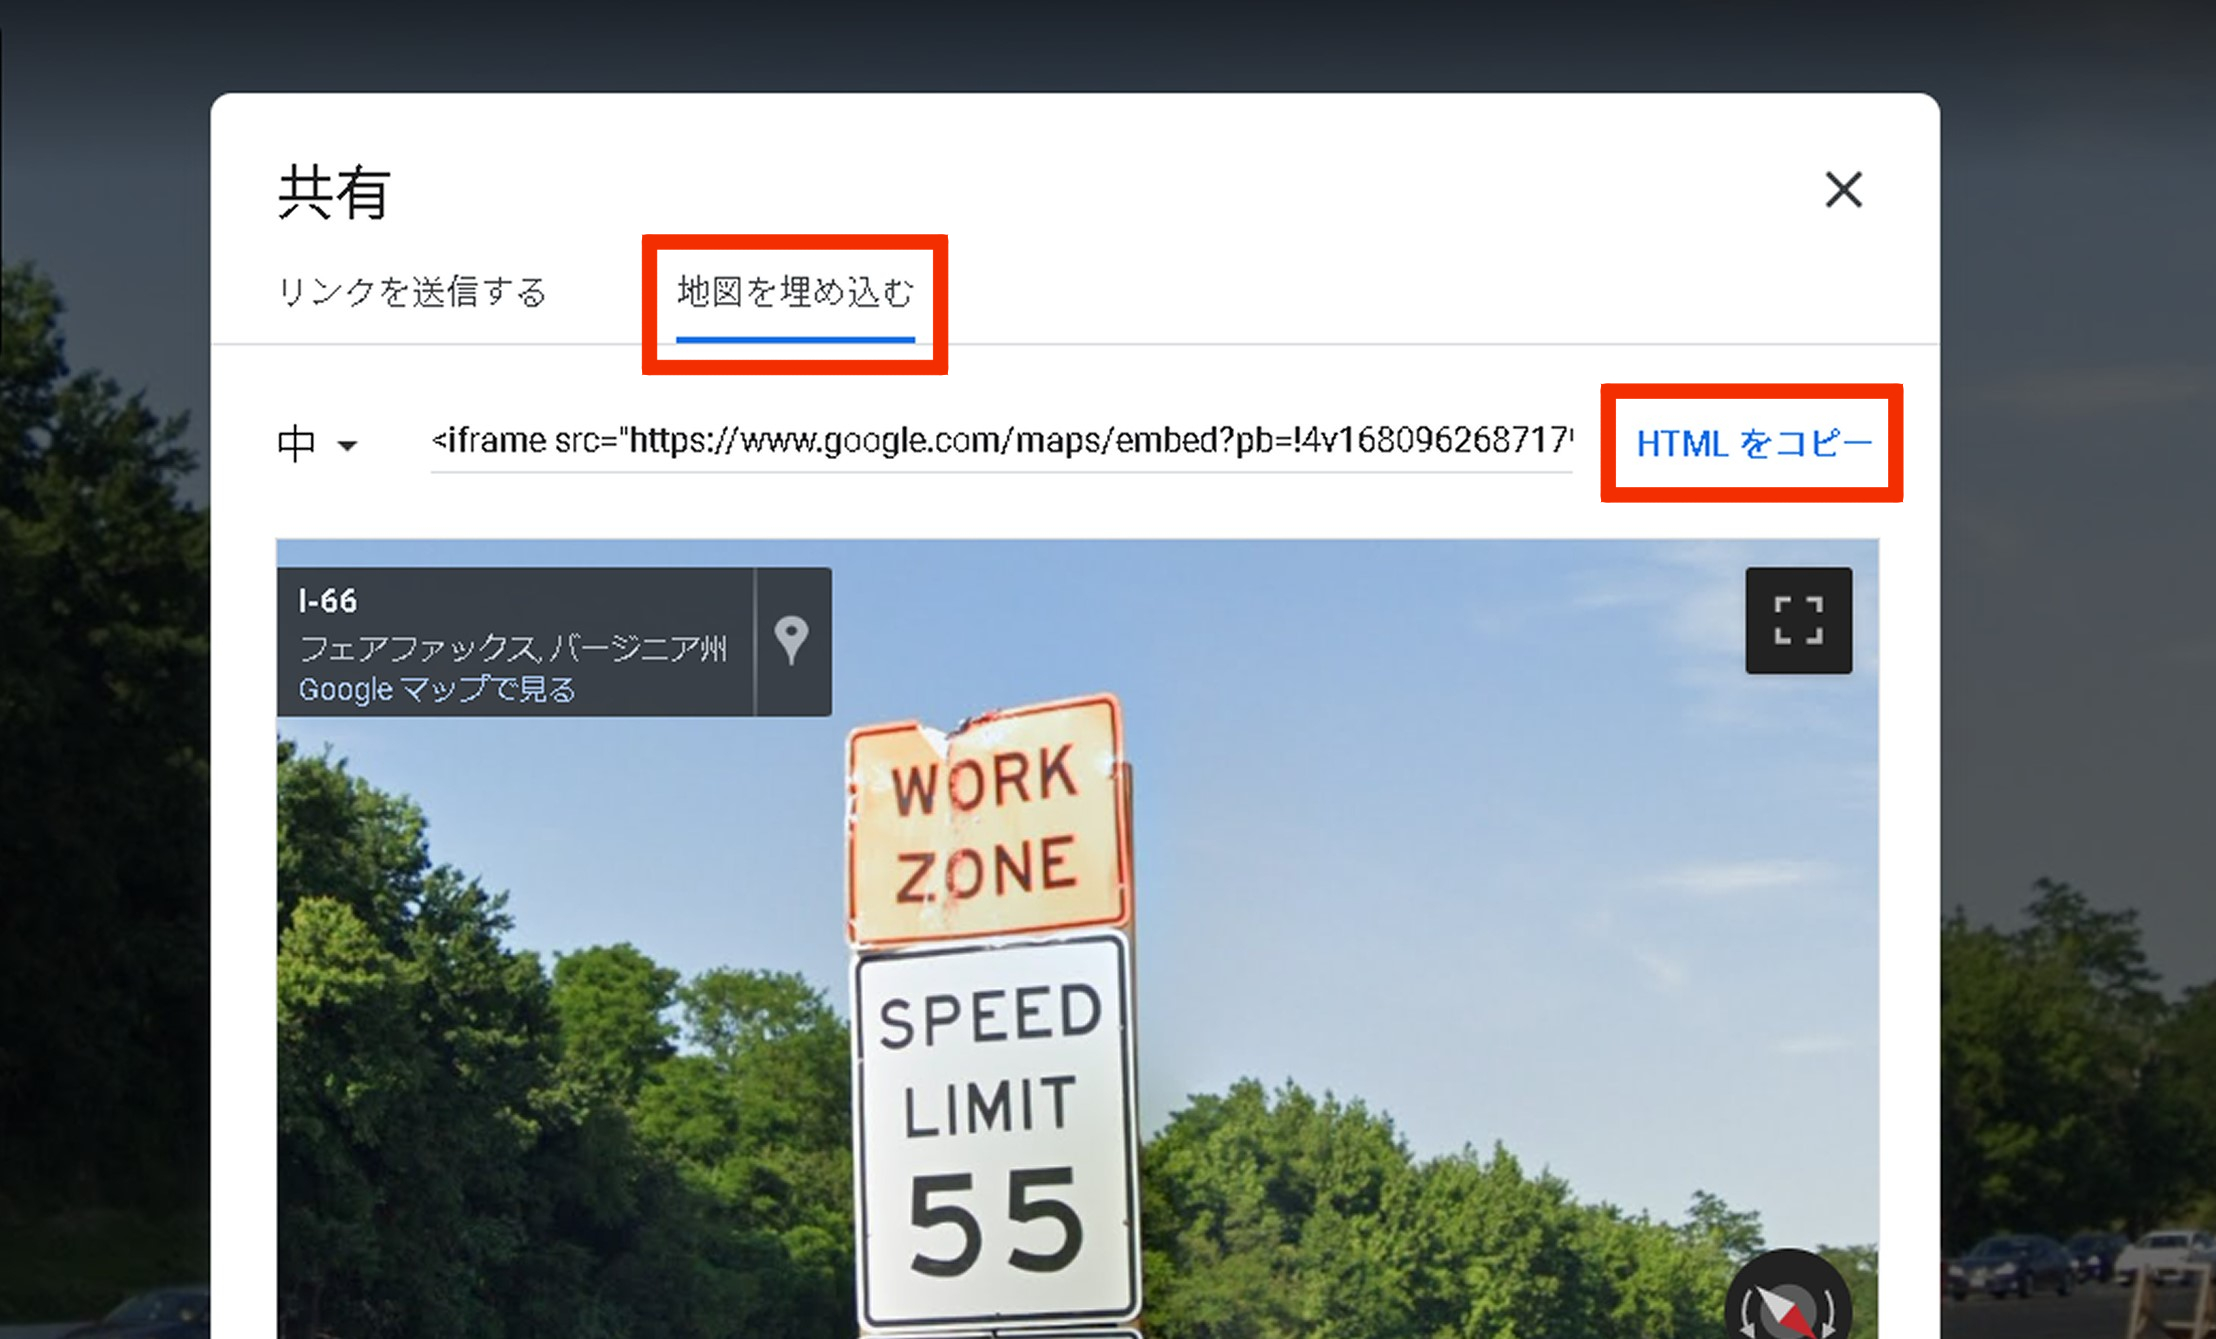 共有
リンクを送信する
地図を埋め込む
中
<iframe src="https://www.google.com/maps/embed?pb=!4v168096268717
HTML をコピー
I-66
フェアファックス, バージニア州
Google マップで見る
WORK
ZONE
SPEED
LIMIT
55